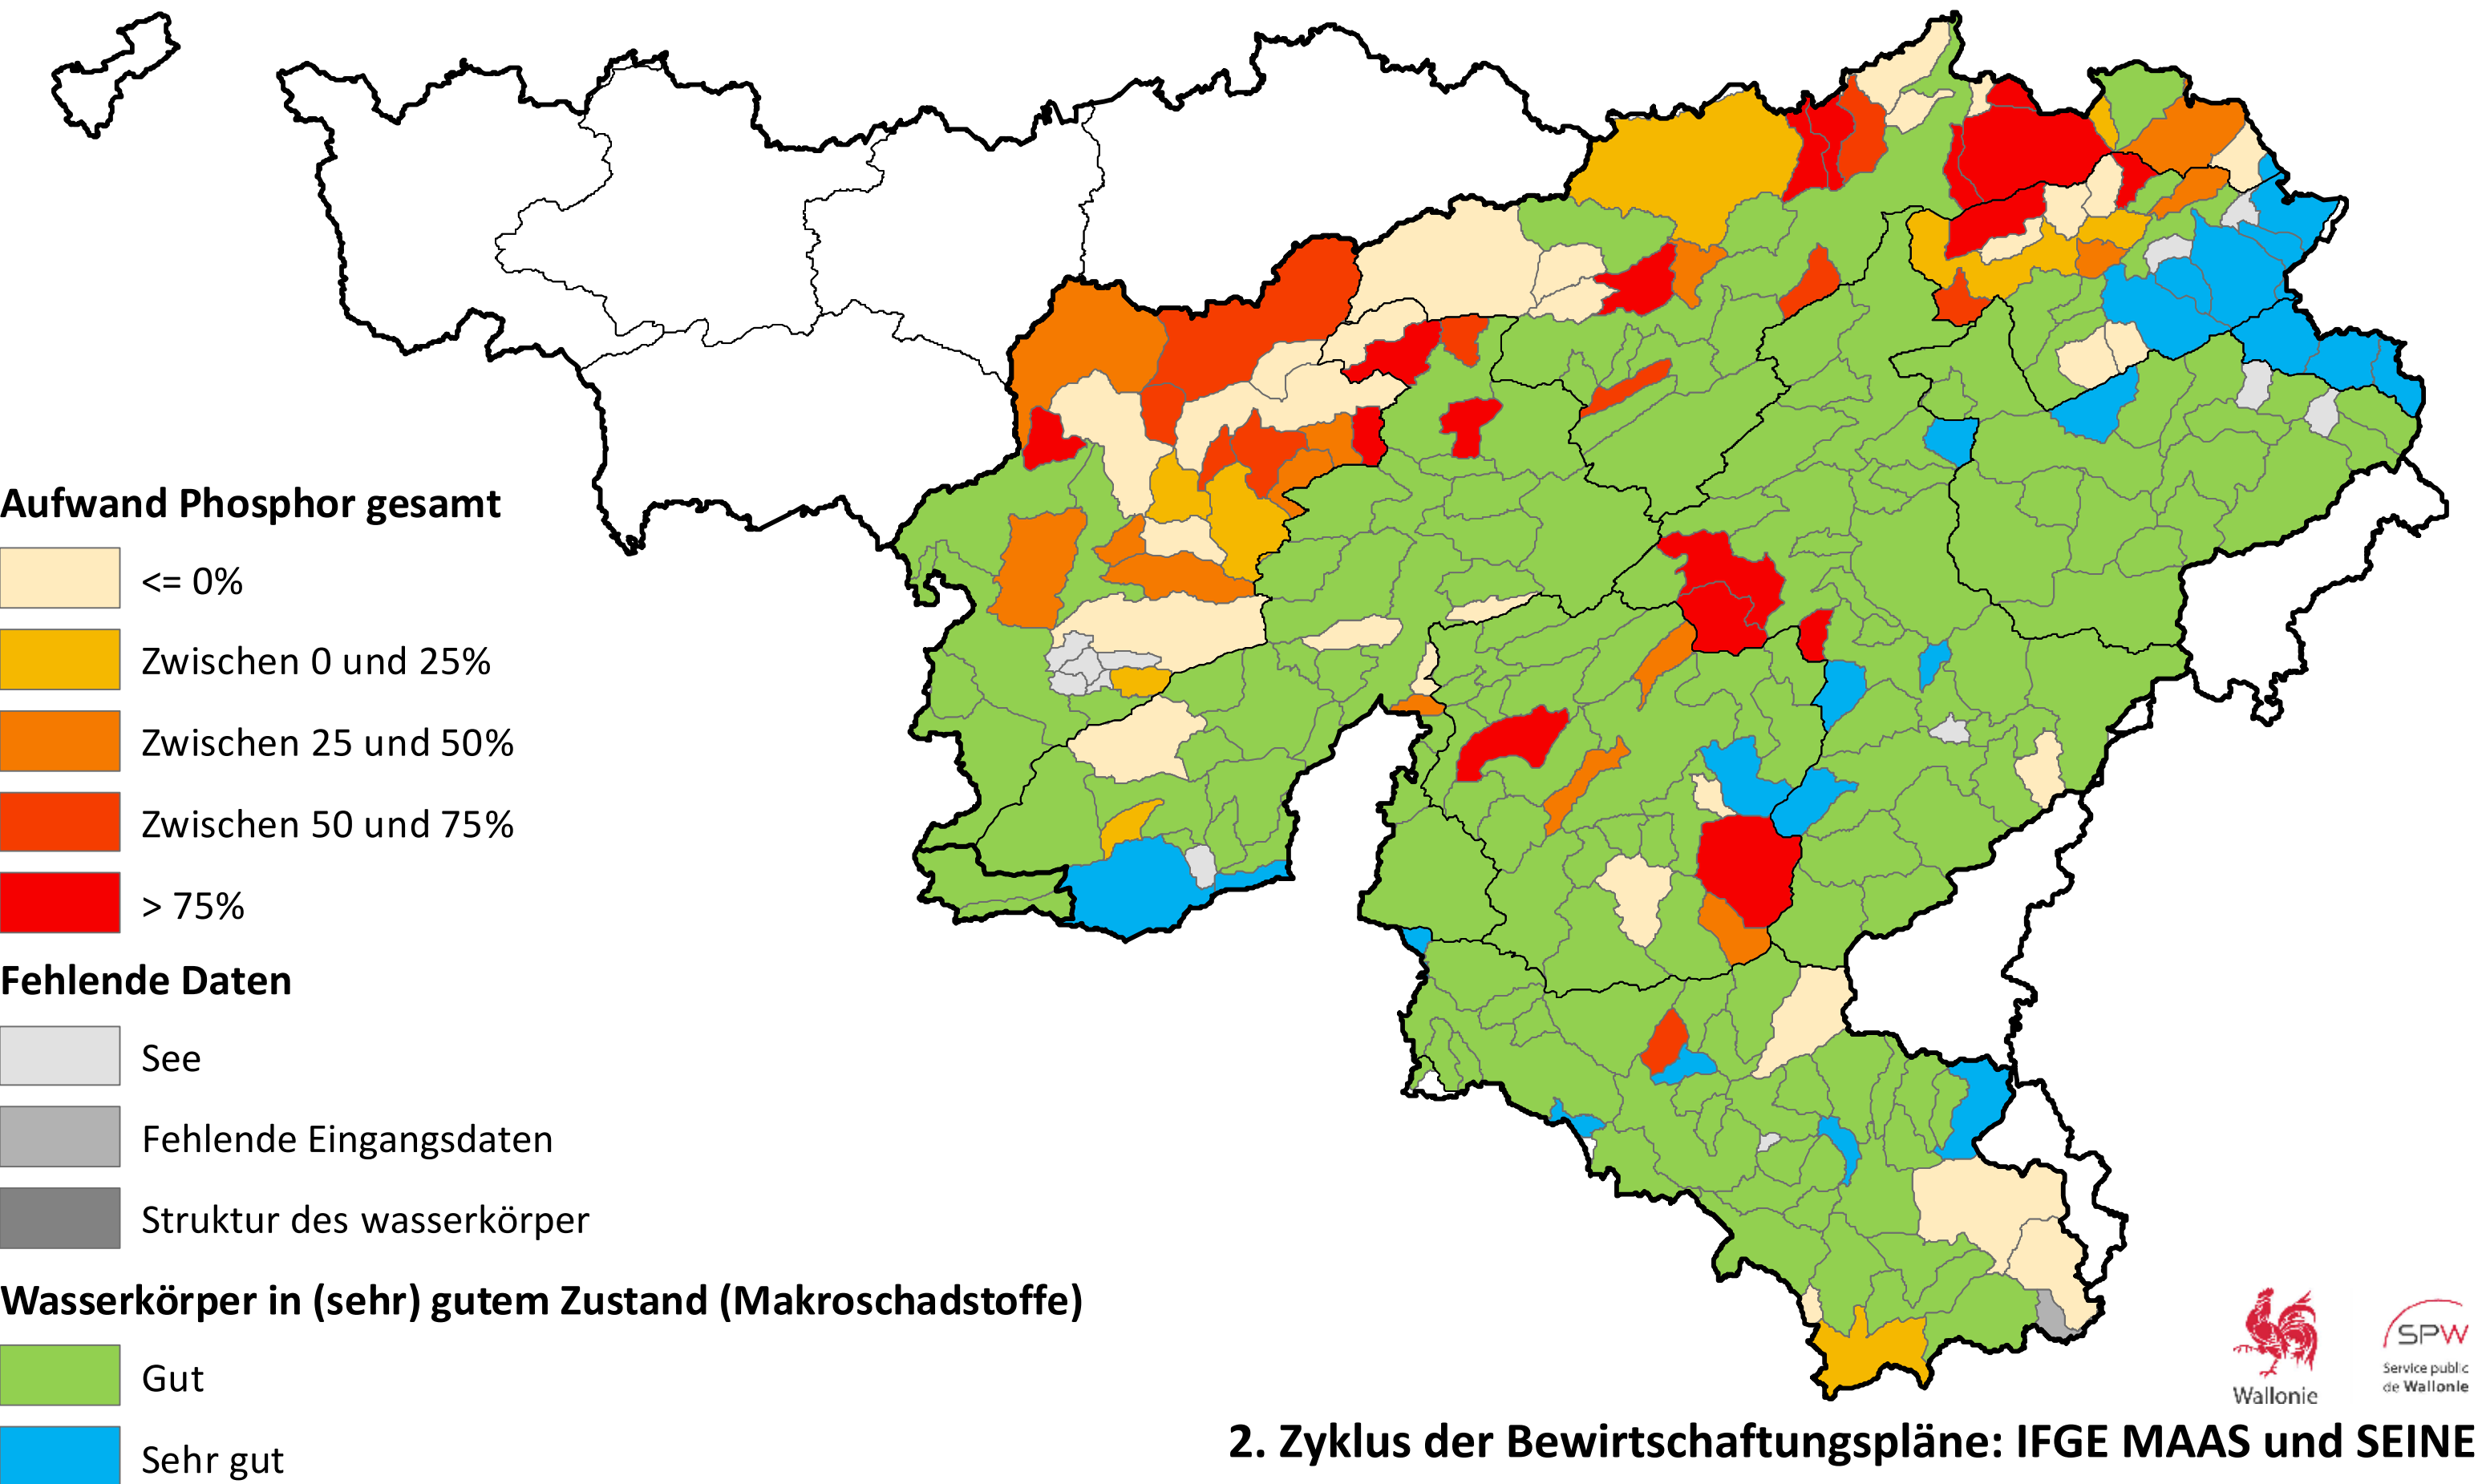 Aufwand Phosphor gesamt
<= 0%
Zwischen 0 und 25%
Zwischen 25 und 50%
Zwischen 50 und 75%
> 75%
Fehlende Daten
See
Fehlende Eingangsdaten
Struktur des wasserkörper
Wasserkörper in (sehr) gutem Zustand (Makroschadstoffe)
Gut
Sehr gut
Wallonie
SPW
Service public
de Wallonie
2. Zyklus der Bewirtschaftungspläne: IFGE MAAS und SEINE